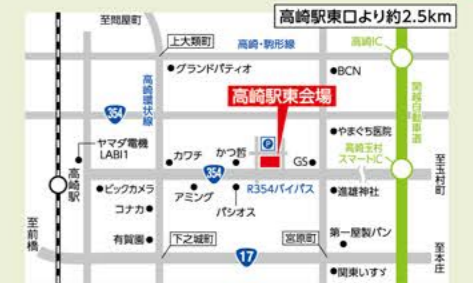 高崎駅東口より約2.5km
至問屋町
上大類町
高崎・駒形線
高崎IC
グランドパティオ
BCN
高崎環状線
高崎駅東会場
関越自動車道
354
P
やまぐち医院
ヤマダ電機
LABI1
カワチ
かつ哲
GS
高崎玉村
スマートIC
至玉村町
高崎駅
354
ビックカメラ
アミング
R354バイパス
進雄神社
コナカ
パシオス
至前橋
有賀園
下之城町
宮原町
第一屋製パン
17
至本庄
関東いすゞ